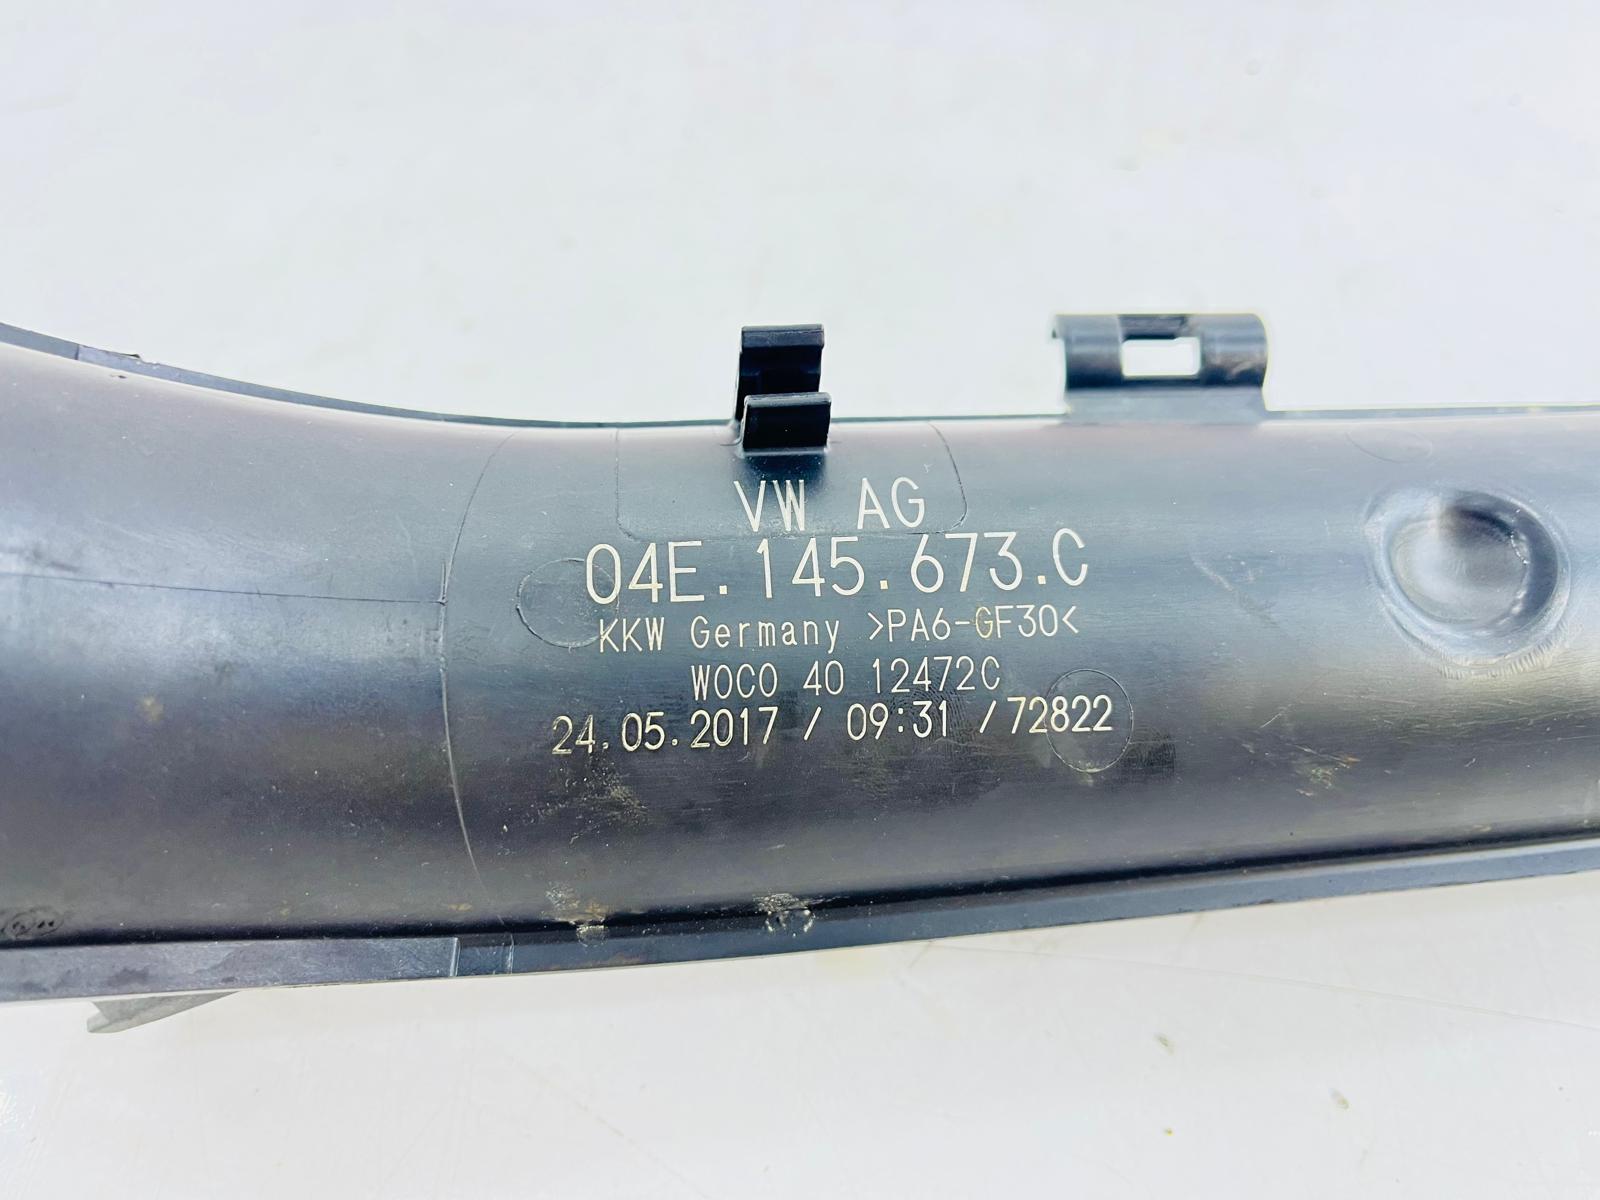 VW AG
04E.145.673.C
KKW Germany >PA6-GF30<
WOCO 40 12472C
24.05.2017 / 09:31 /72822